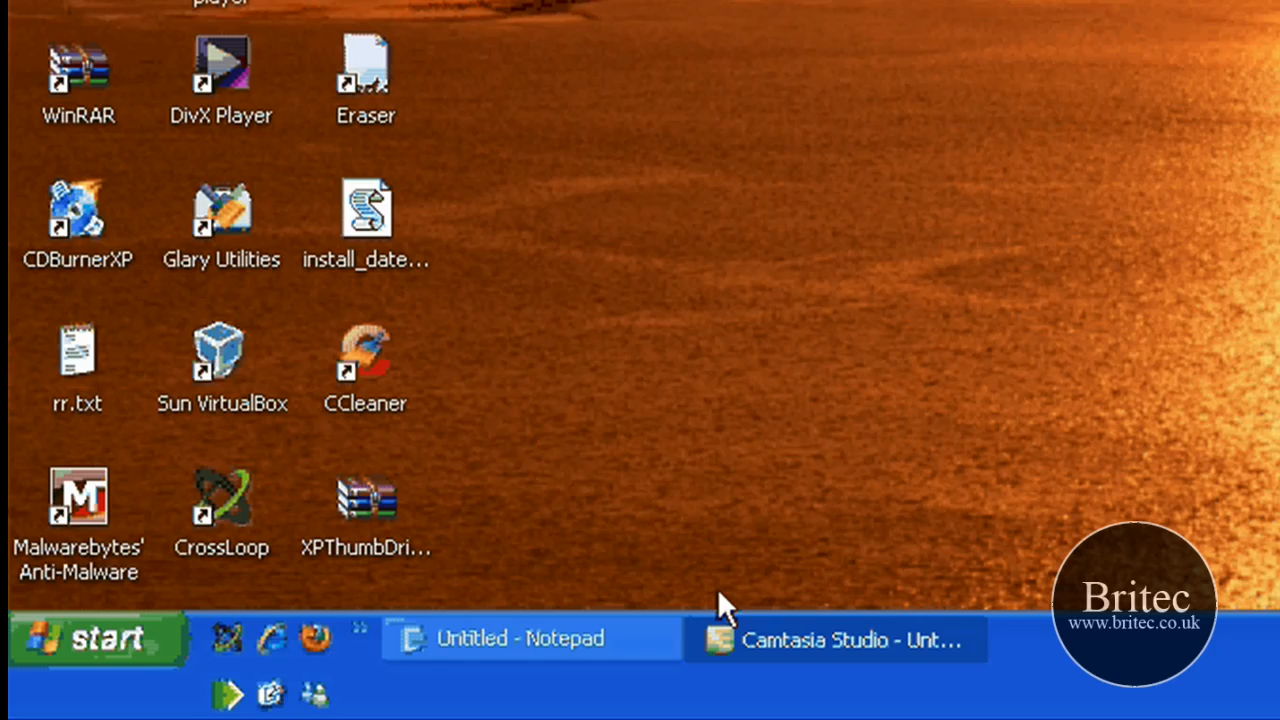 player
WinRAR
DivX Player
Eraser
CDBurnerXP
Glary Utilities
install_date...
rr.txt
Sun VirtualBox
CCleaner
Malwarebytes'
Anti-Malware
CrossLoop
XPThumbDri...
start
Untitled - Notepad
Camtasia Studio - Unt...
Britec
www.britec.co.uk